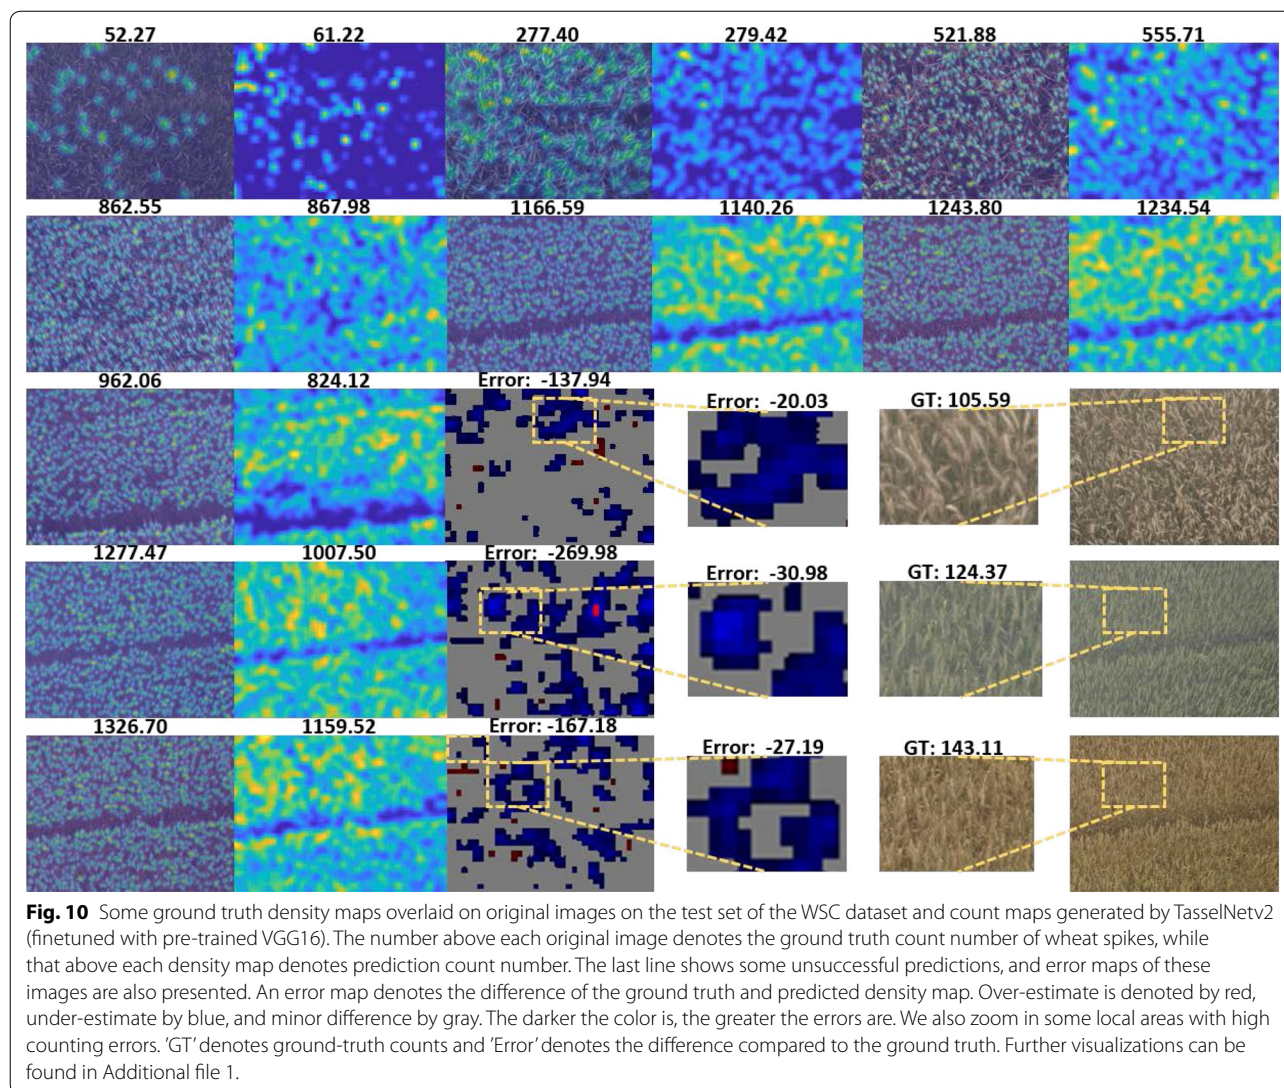 52.27 61.22 277.40 279.42 521.88 555.71
862.55 867.98 1166.59 1140.26 1243.80 1234.54
962.06 824.12 Error: -137.94
Error: -20.03 GT: 105.59
1277.47 1007.50 Error: -269.98
Error: -30.98 GT: 124.37
1326.70 1159.52 Error: -167.18
Error: -27.19 GT: 143.11
Fig. 10 Some ground truth density maps overlaid on original images on the test set of the WSC dataset and count maps generated by TasselNetv2
(finetuned with pre-trained VGG16). The number above each original image denotes the ground truth count number of wheat spikes, while
that above each density map denotes prediction count number. The last line shows some unsuccessful predictions, and error maps of these
images are also presented. An error map denotes the difference of the ground truth and predicted density map. Over-estimate is denoted by red,
under-estimate by blue, and minor difference by gray. The darker the color is, the greater the errors are. We also zoom in some local areas with high
counting errors. 'GT' denotes ground-truth counts and 'Error' denotes the difference compared to the ground truth. Further visualizations can be
found in Additional file 1.